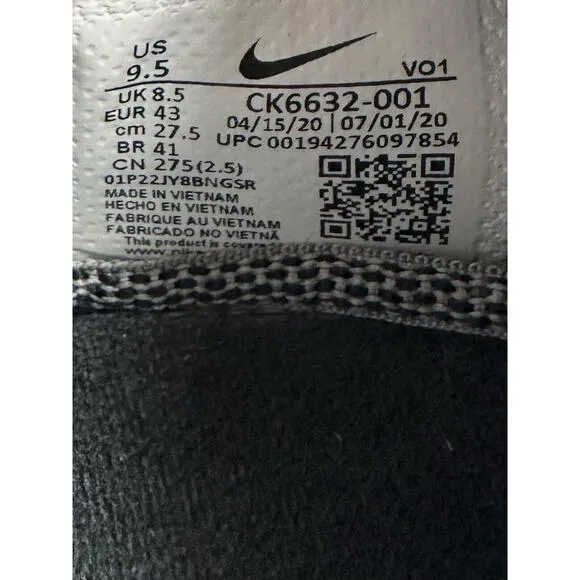 US
9.5
VO1
UK 8.5
EUR 43
cm 27.5
BR 41
CN 275(2.5)
01P22JY8BNGSR
MADE IN VIETNAM
HECHO EN VIETNAM
FABRIQUE AU VIETNAM
FABRICADO NO VIETNÃ
This product is covere
CK6632-001
04/15/20 | 07/01/20
UPC 00194276097854